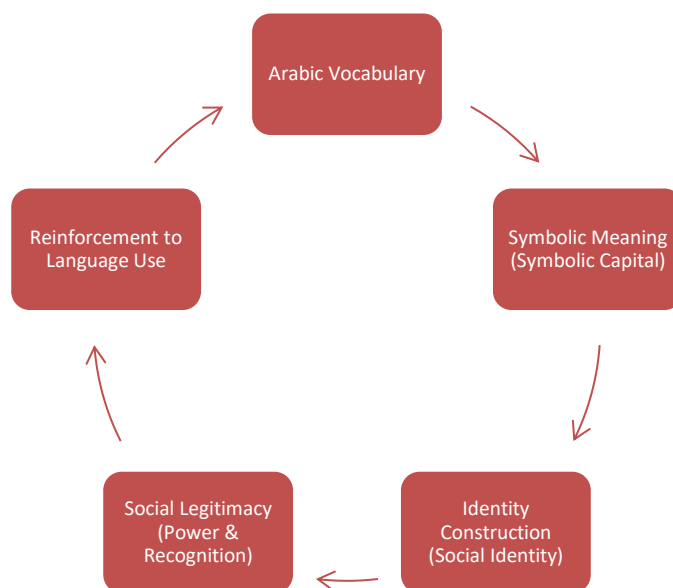 Arabic Vocabulary
Symbolic Meaning
(Symbolic Capital)
Identity
Construction
(Social Identity)
Social Legitimacy
(Power &
Recognition)
Reinforcement to
Language Use